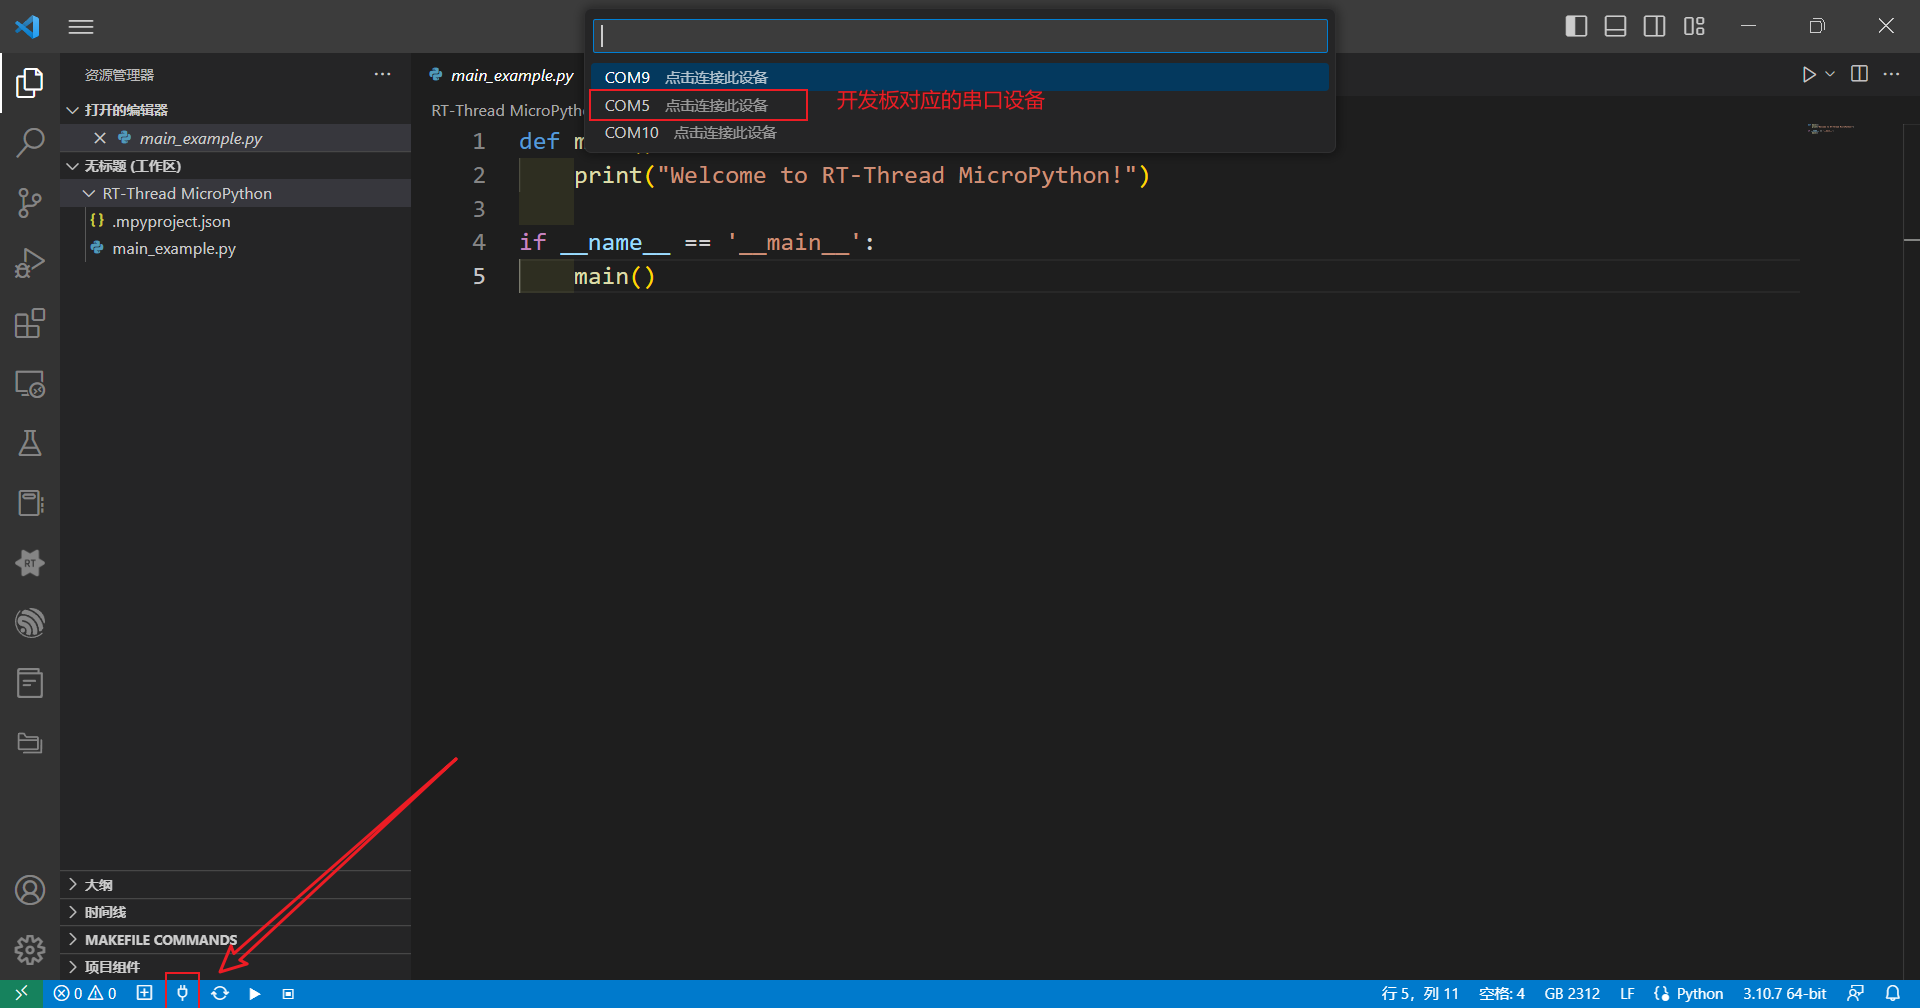 资源管理器
打开的编辑器
main_example.py
无标题 (工作区)
RT-Thread MicroPython
{} .mpyproject.json
main_example.py
大纲
时间线
MAKEFILE COMMANDS
项目组件
main_example.py
RT-Thread MicroPyth
COM9 点击连接此设备
COM5 点击连接此设备
开发板对应的串口设备
COM10 点击连接此设备
1 def
2 print("Welcome to RT-Thread MicroPython!")
3
4 if __name__ == '__main__':
5 main()
RT
0 0
行 5，列 11 空格: 4 GB 2312 LF Python 3.10.7 64-bit